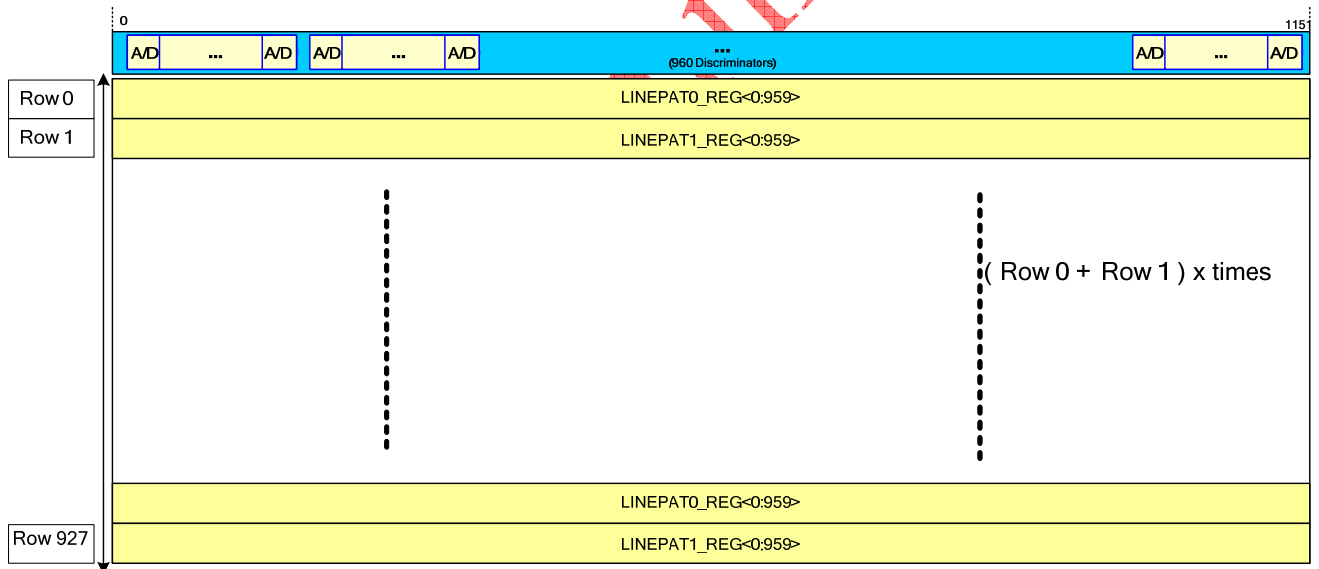 0
1151
A/D ... A/D A/D ... A/D ... A/D ... A/D
(960 Discriminators)
Row 0 LINEPAT0_REG<0:959>
Row 1 LINEPAT1_REG<0:959>
( Row 0 + Row 1 ) x times
LINEPAT0_REG<0:959>
Row 927 LINEPAT1_REG<0:959>